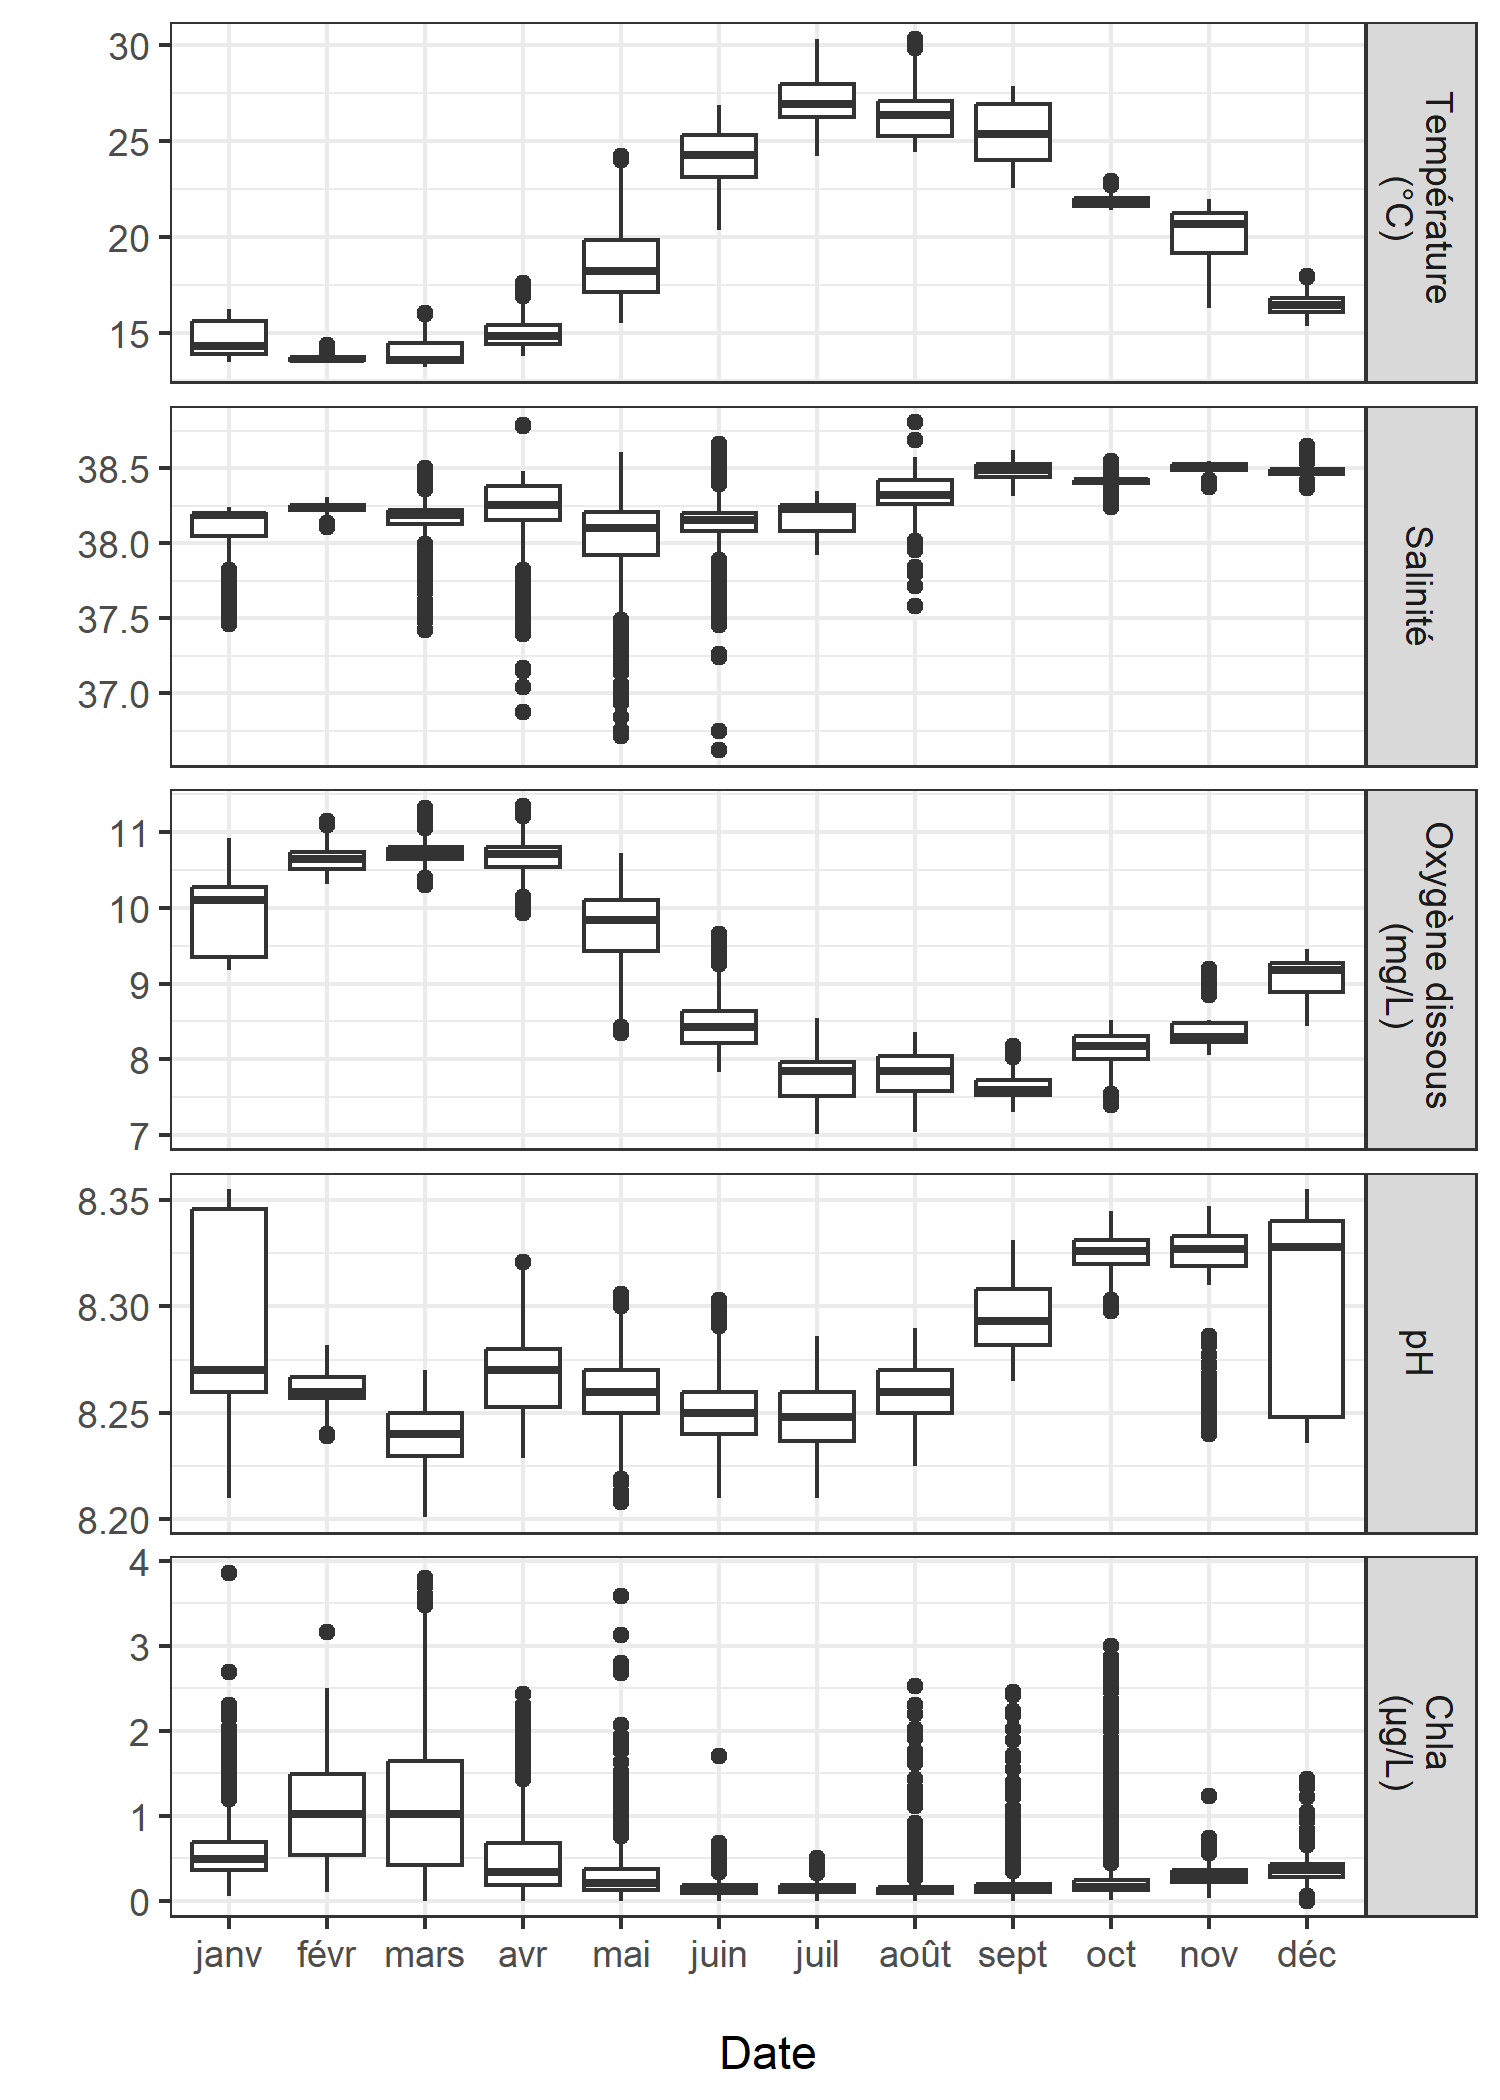 30
25
20
15
Température
(°C)
38.5
38.0
37.5
37.0
Salinité
11
10
9
8
7
Oxygène dissous
(mg/L)
8.35
8.30
8.25
8.20
pH
4
3
2
1
0
Chla
(µg/L)
janv févr mars avr mai juin juil août sept oct nov déc
Date